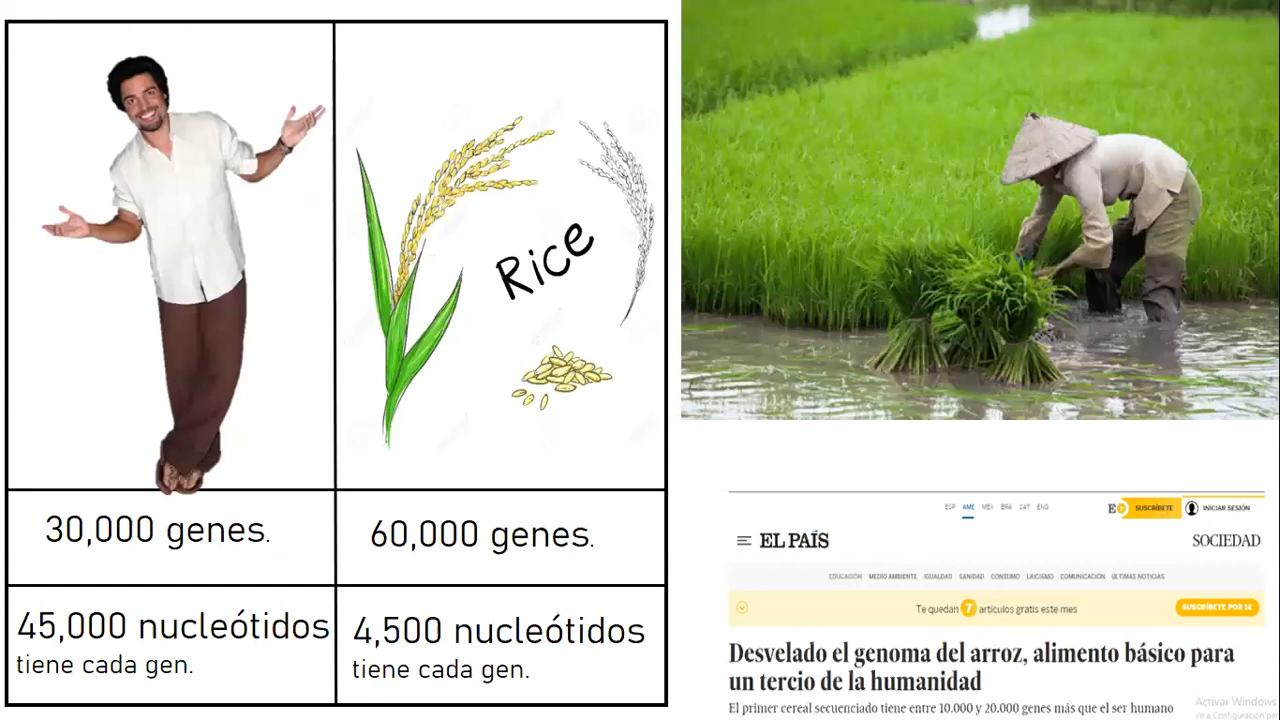 Rice
30,000 genes.
60,000 genes.
45,000 nucleótidos
tiene cada gen.
4,500 nucleótidos
tiene cada gen.
ESP AME MEX BRA CAT ENG
SUSCRÍBETE
INICIAR SESIÓN
EL PAÍS
SOCIEDAD
EDUCACIÓN MEDIO AMBIENTE IGUALDAD SANIDAD CONSUMO LAICISMO COMUNICACIÓN ÚLTIMAS NOTICIAS
Te quedan 7 artículos gratis este mes
SUSCRÍBETE POR 1€
Desvelado el genoma del arroz, alimento básico para
un tercio de la humanidad
El primer cereal secuenciado tiene entre 10.000 y 20.000 genes más que el ser humano
Activar Windows